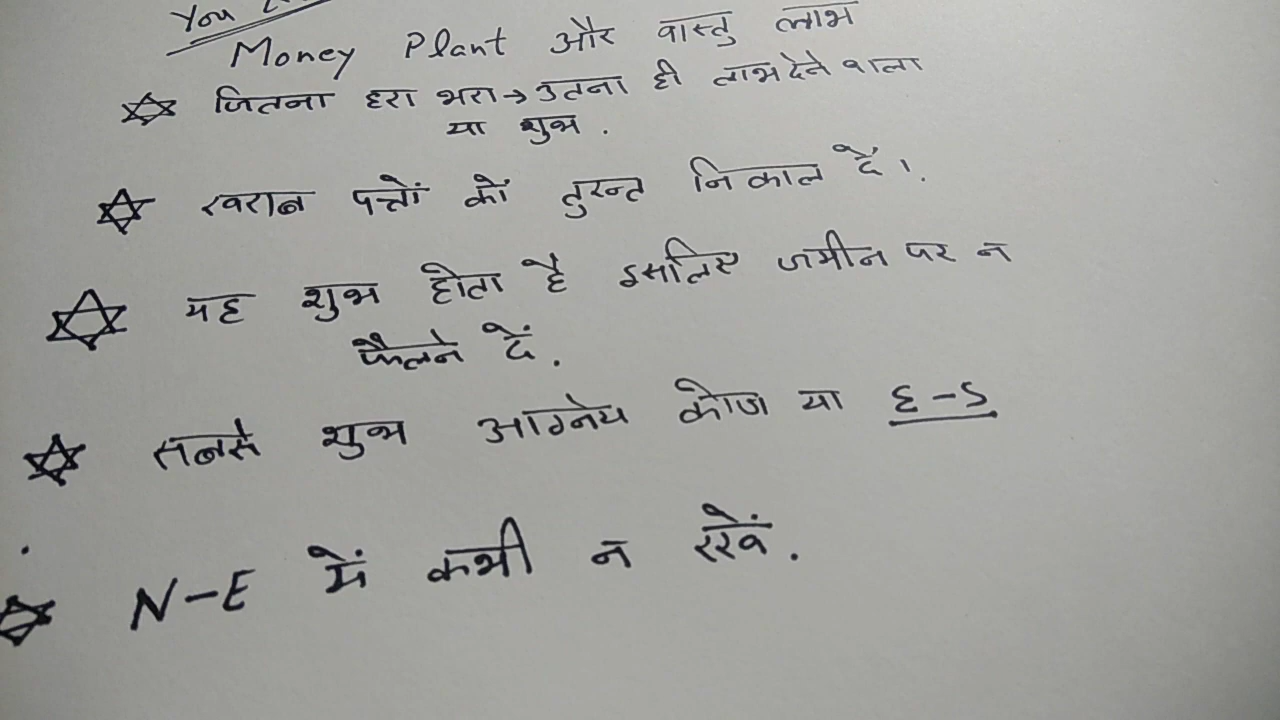 You
Money Plant और वास्तु लाभ
जितना हरा भरा → उतना ही लाभ देने वाला
या शुभ .
खराब पत्तों को तुरन्त निकाल दें।.
यह शुभ होता है इसलिए जमीन पर न
फैलने दें .
सबसे शुभ आग्नेय कोण या E-S
N-E में कभी न रखें .